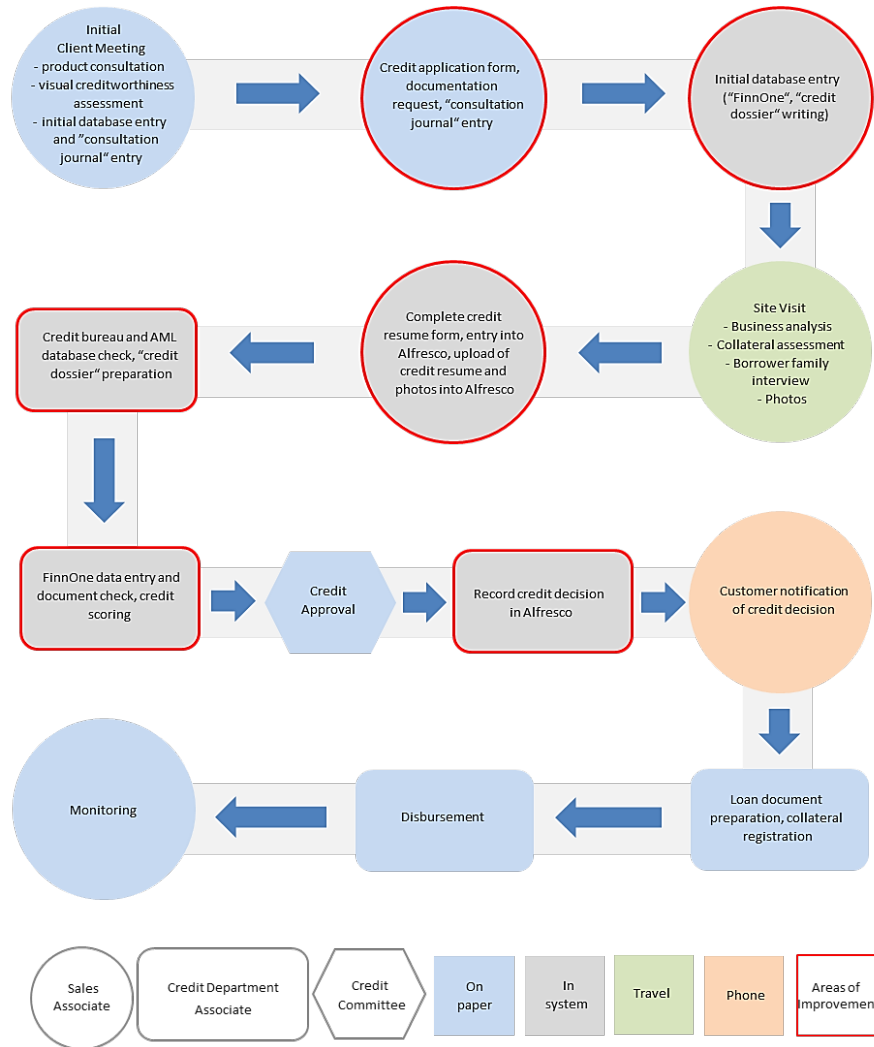 Initial
Client Meeting
- product consultation
- visual creditworthiness
assessment
- initial database entry
and ”consultation
journal“ entry
Credit application form,
documentation
request, “consultation
journal“ entry
Initial database entry
(“FinnOne“, “credit
dossier“ writing)
Site Visit
- Business analysis
- Collateral assessment
- Borrower family
interview
- Photos
Complete credit
resume form, entry into
Alfresco, upload of
credit resume and
photos into Alfresco
Credit bureau and AML
database check, “credit
dossier“ preparation
FinnOne data entry and
document check, credit
scoring
Credit
Approval
Record credit decision
in Alfresco
Customer notification
of credit decision
Loan document
preparation, collateral
registration
Disbursement
Monitoring
Sales
Associate
Credit Department
Associate
Credit
Committee
On
paper
In
system
Travel
Phone
Areas of
Improvemen